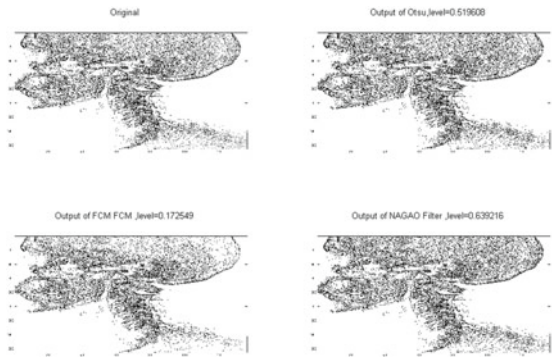 Original
Output of Otsu,level=0.519608
Output of FCM FCM ,level=0.172549
Output of NAGAO Filter ,level=0.639216